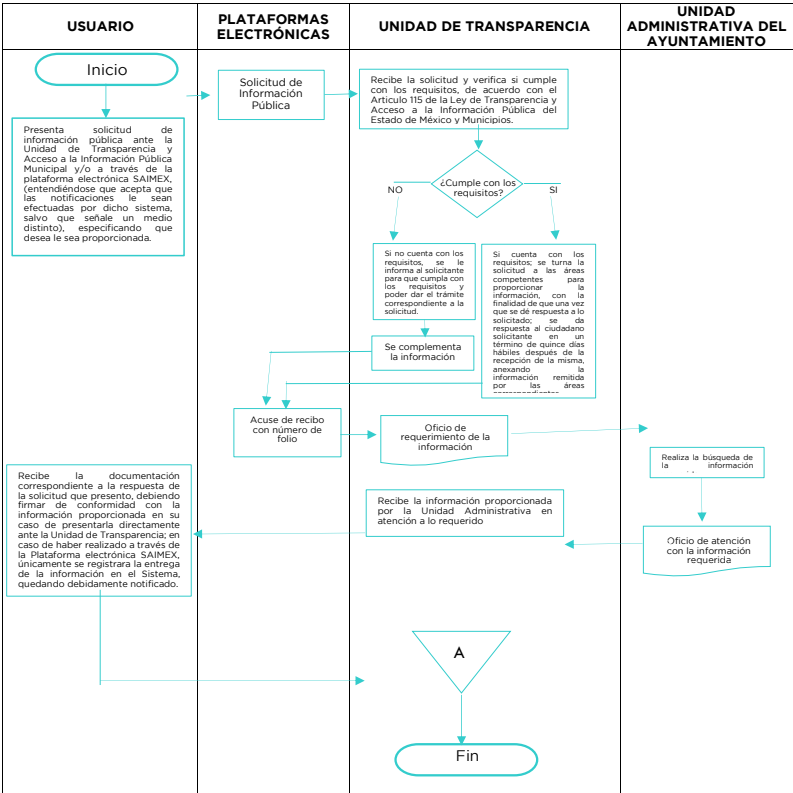 USUARIO
PLATAFORMAS
ELECTRÓNICAS
UNIDAD DE TRANSPARENCIA
UNIDAD
ADMINISTRATIVA DEL
AYUNTAMIENTO
Inicio
Presenta solicitud de
información pública ante la
Unidad de Transparencia y
Acceso a la Información Pública
Municipal y/o a través de la
plataforma electrónica SAIMEX,
(entendiéndose que acepta que
las notificaciones le sean
efectuadas por dicho sistema,
salvo que señale un medio
distinto), especificando que
desea le sea proporcionada.
Solicitud de
Información
Pública
Recibe la solicitud y verifica si cumple
con los requisitos, de acuerdo con el
Articulo 115 de la Ley de Transparencia y
Acceso a la Información Pública del
Estado de México y Municipios.
¿Cumple con los
requisitos?
NO
SI
Si no cuenta con los
requisitos, se le
informa al solicitante
para que cumpla con
los requisitos y
poder dar el trámite
correspondiente a la
solicitud.
Si cuenta con los
requisitos; se turna la
solicitud a las áreas
competentes para
proporcionar la
información, con la
finalidad de que una vez
que se dé respuesta a lo
solicitado; se da
respuesta al ciudadano
solicitante en un
término de quince días
hábiles después de la
recepción de la misma,
anexando la
información remitida
por las áreas
Se complementa
la información
Acuse de recibo
con número de
folio
Oficio de
requerimiento de la
información
Realiza la búsqueda de
la información
Recibe la documentación
correspondiente a la respuesta de
la solicitud que presento, debiendo
firmar de conformidad con la
información proporcionada en su
caso de presentarla directamente
ante la Unidad de Transparencia; en
caso de haber realizado a través de
la Plataforma electrónica SAIMEX,
únicamente se registrara la entrega
de la información en el Sistema,
quedando debidamente notificado.
Recibe la información proporcionada
por la Unidad Administrativa en
atención a lo requerido
Oficio de atención
con la información
requerida
A
Fin